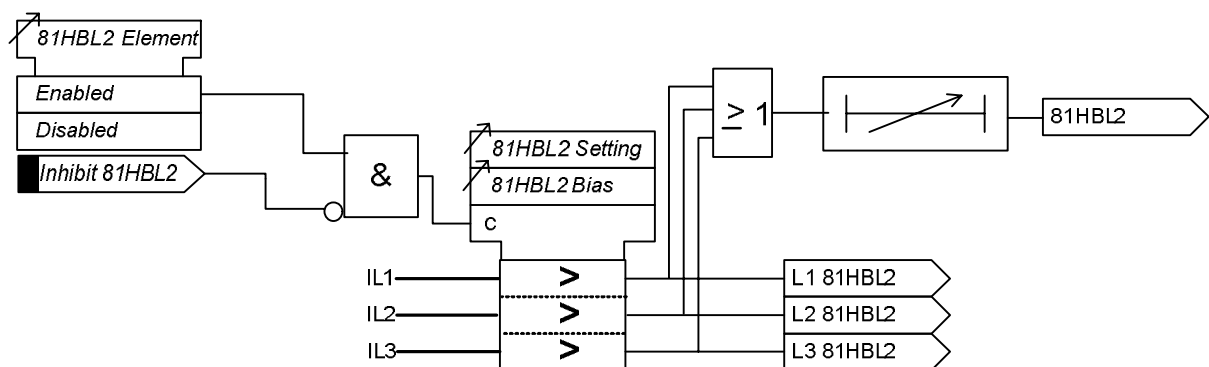 81HBL2 Element
Enabled
Disabled
Inhibit 81HBL2
&
81HBL2 Setting
81HBL2 Bias
c
≥ 1
81HBL2
IL1
>
L1 81HBL2
IL2
>
L2 81HBL2
IL3
>
L3 81HBL2